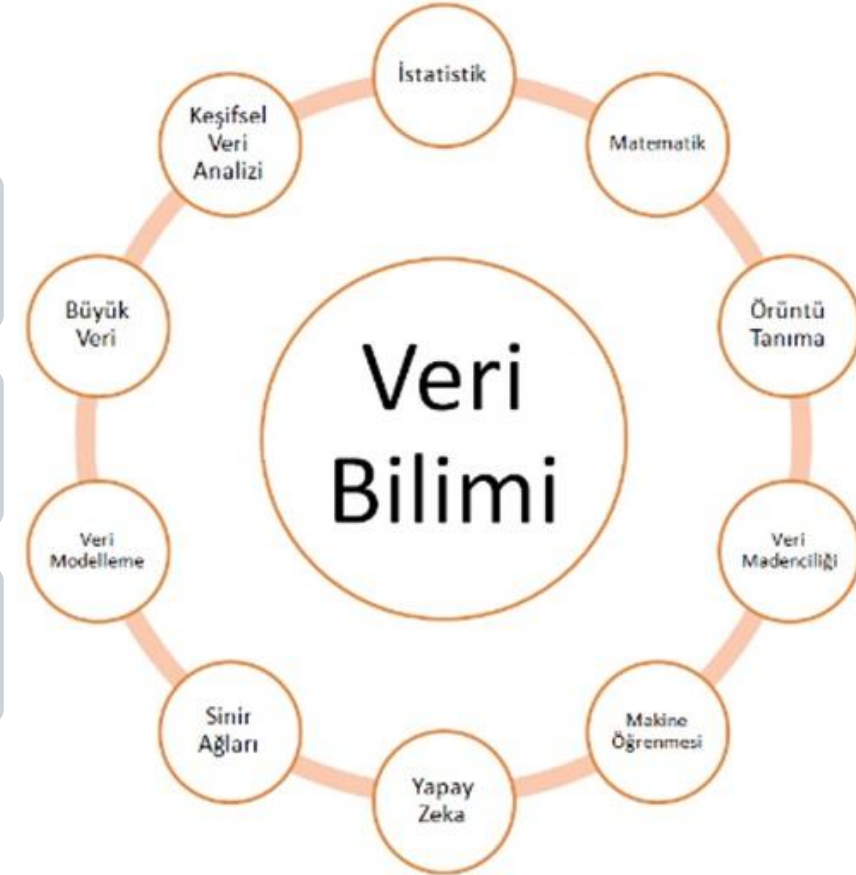 İstatistik
Matematik
Örüntü
Tanıma
Veri
Madenciliği
Makine
Öğrenmesi
Yapay
Zeka
Sinir
Ağları
Veri
Modelleme
Büyük
Veri
Keşifsel
Veri
Analizi
Veri
Bilimi